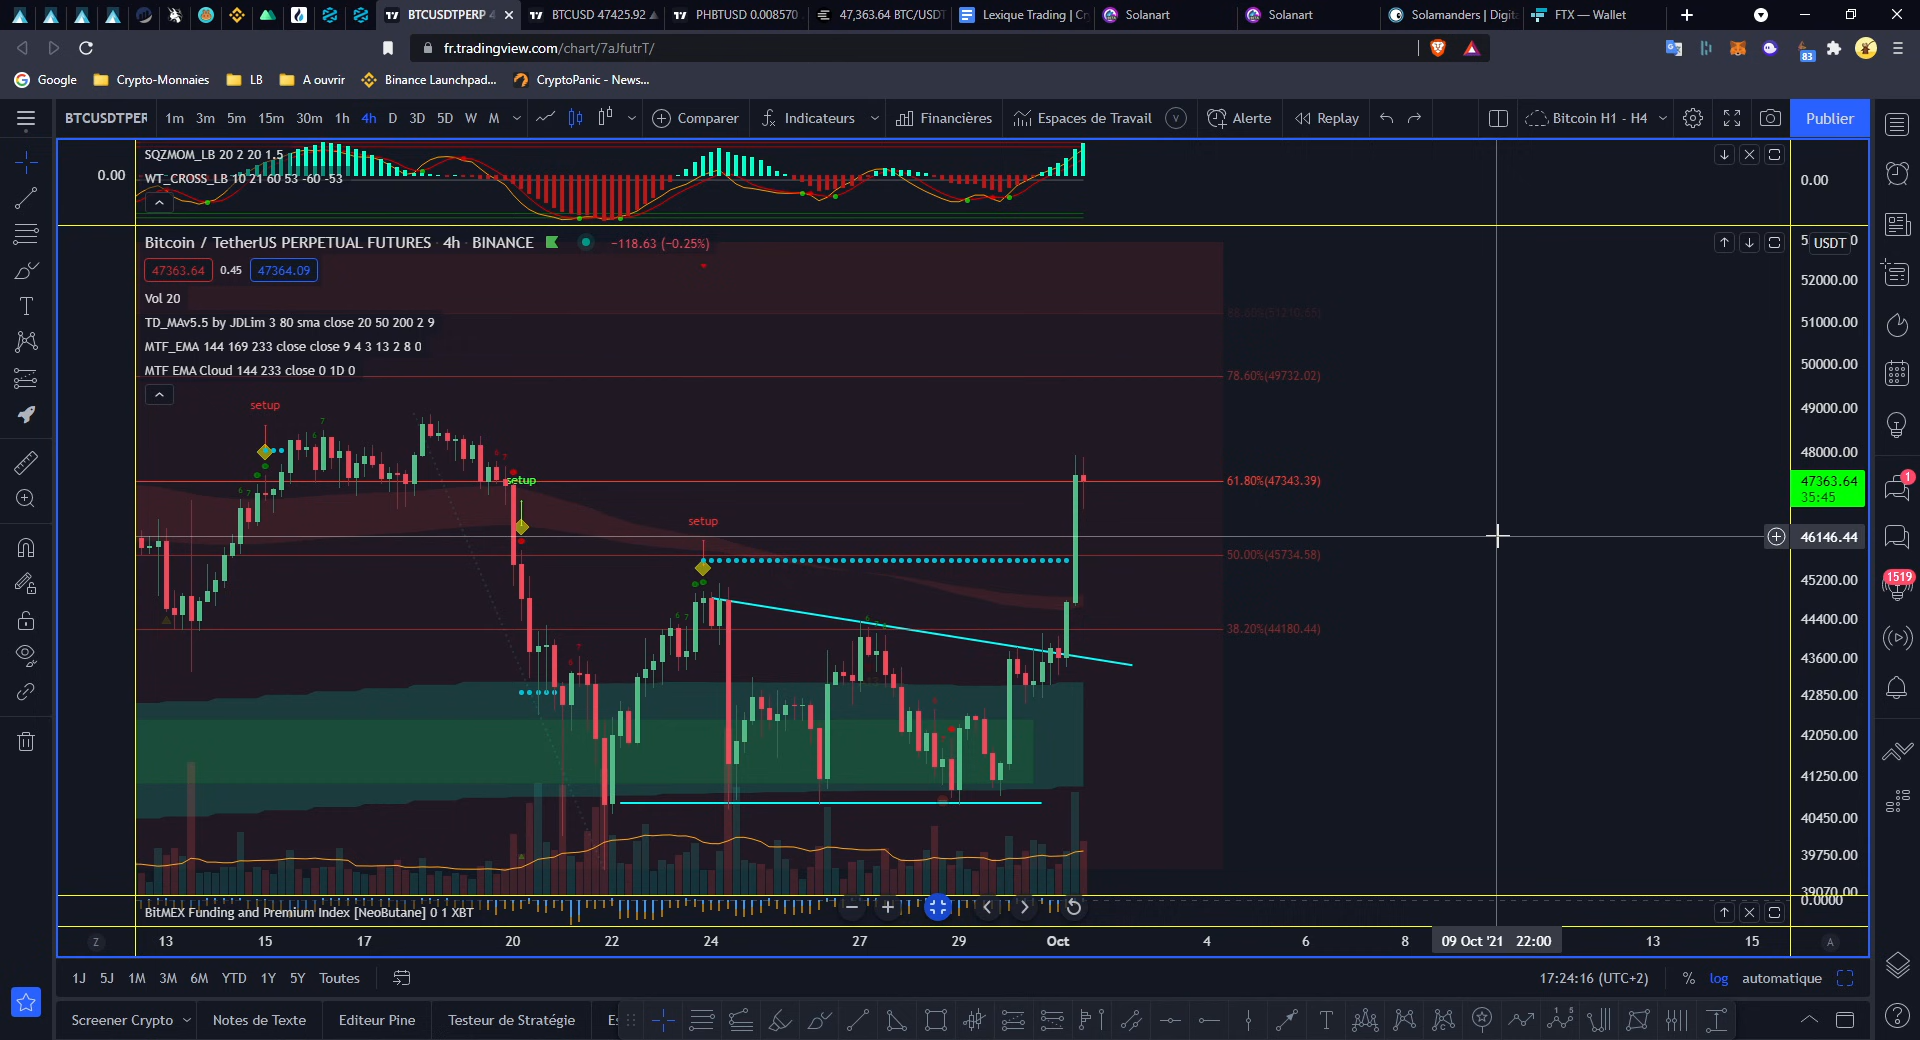 BTCUSDTPERP 4
BTCUSD 47425.92
PHBTUSD 0.008570
47,363.64 BTC/USDT
Lexique Trading | Cr
Solanart
Solanart
Solamanders | Digita
FTX — Wallet
fr.tradingview.com/chart/7aJfutrT/
83
Google
Crypto-Monnaies
LB
A ouvrir
Binance Launchpad...
CryptoPanic - News...
BTCUSDTPER
1m 3m 5m 15m 30m 1h 4h D 3D 5D W M
Comparer
Indicateurs
Financières
Espaces de Travail
Alerte
Replay
Bitcoin H1 - H4
Publier
SQZMOM_LB 20 2 20 1.5
WT_CROSS_LB 10 21 60 53 -60 -53
0.00
0.00
Bitcoin / TetherUS PERPETUAL FUTURES 4h BINANCE
−118.63 (−0.25%)
47363.64 0.45 47364.09
Vol 20
TD_MAv5.5 by JDLim 3 80 sma close 20 50 200 2 9
MTF_EMA 144 169 233 close close 9 4 3 13 2 8 0
MTF EMA Cloud 144 233 close 0 1D 0
USDT
52000.00
51000.00
50000.00
49000.00
48000.00
47363.64
35:45
46146.44
45200.00
44400.00
43600.00
42850.00
42050.00
41250.00
40450.00
39750.00
39070.00
0.0000
88.60%(51210.65)
78.60%(49732.02)
61.80%(47343.39)
50.00%(45734.58)
38.20%(44180.44)
setup
setup
setup
1
1519
BitMEX Funding and Premium Index [NeoButane] 0 1 XBT
Z
13 15 17 20 22 24 27 29 Oct 4 6 8 09 Oct '21 22:00 13 15
A
1J 5J 1M 3M 6M YTD 1Y 5Y Toutes
17:24:16 (UTC+2)
% log automatique
Screener Crypto
Notes de Texte
Editeur Pine
Testeur de Stratégie